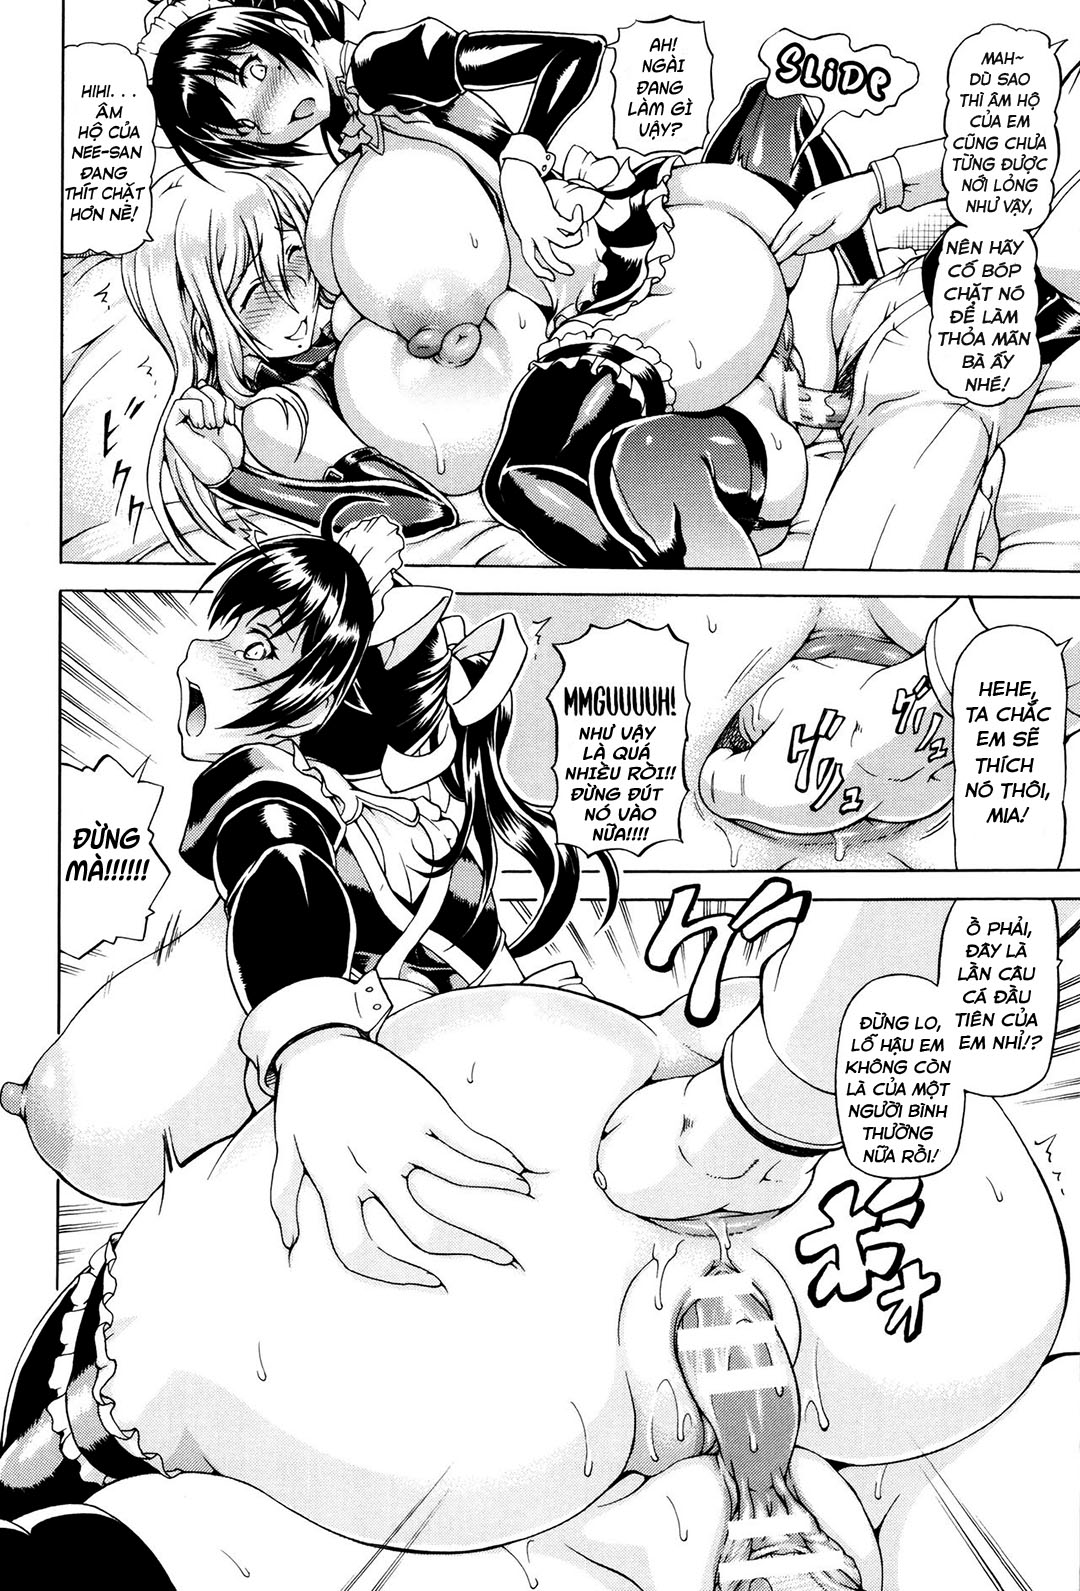 MAH~
DÙ SAO
THÌ ÂM HỘ
CỦA EM
CŨNG CHƯA
TỪNG ĐƯỢC
NỚI LỎNG
NHƯ VẬY,
NÊN HÃY
CỐ BÓP
CHẶT NÓ
ĐỂ LÀM
THỎA MÃN
BÀ ẤY
NHÉ!
SLIDE
AH!
NGÀI
ĐANG
LÀM GÌ
VẬY?
HIHI...
ÂM
HỘ CỦA
NEE-SAN
ĐANG
THÍT CHẶT
HƠN NÈ!
HEHE,
TA CHẮC
EM SẼ
THÍCH
NÓ THÔI,
MIA!
MMGUUUUH!
NHƯ VẬY
LÀ QUÁ
NHIỀU RỒI!!
ĐỪNG ĐÚT
NÓ VÀO
NỮA!!!!
ĐỪNG
MÀ!!!!!!
Ồ PHẢI,
ĐÂY LÀ
LẦN CÂU
CÁ ĐẦU
TIÊN CỦA
EM NHỈ!?
ĐỪNG LO,
LỖ HẬU EM
KHÔNG CÒN
LÀ CỦA MỘT
NGƯỜI BÌNH
THƯỜNG
NỮA RỒI!